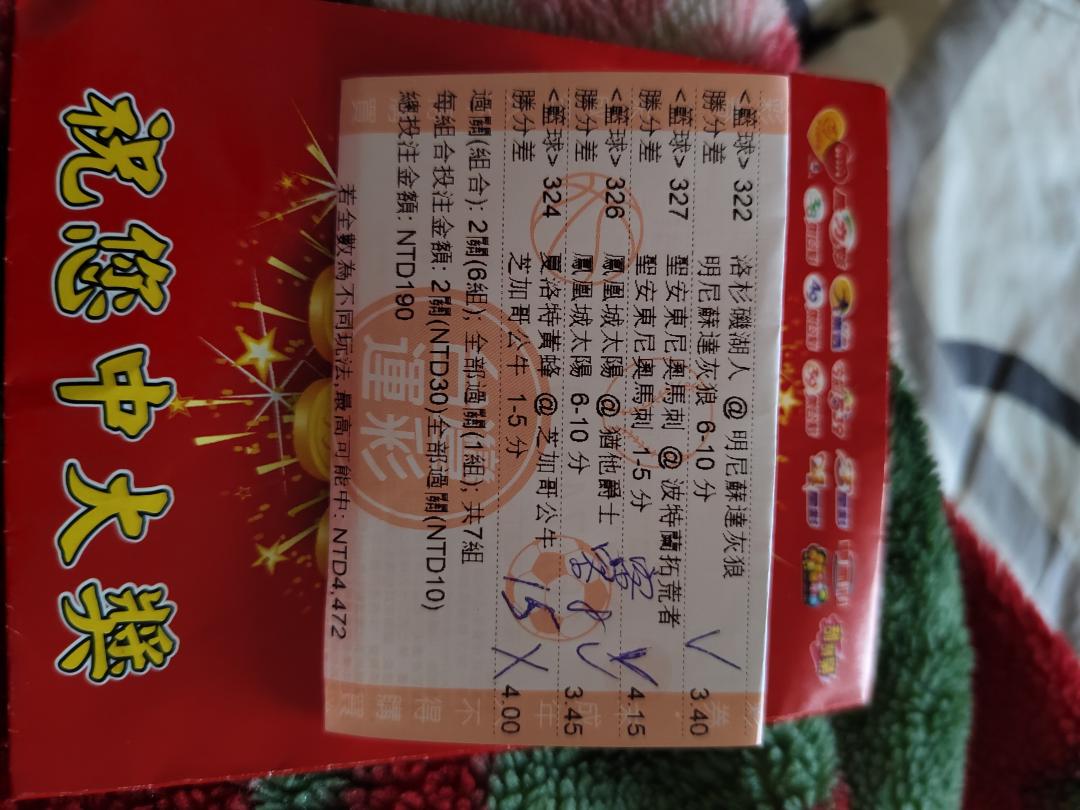 <籃球> 322 洛杉磯湖人 @ 明尼蘇達灰狼
勝分差 明尼蘇達灰狼 6-10 分 3.40
<籃球> 327 聖安東尼奧馬刺 @ 波特蘭拓荒者
勝分差 聖安東尼奧馬刺 1-5 分 4.15
<籃球> 326 鳳凰城太陽 @ 猶他爵士
勝分差 鳳凰城太陽 6-10 分 8 3.45
<籃球> 324 夏洛特黃蜂 @ 芝加哥公牛
勝分差 芝加哥公牛 1-5 分 15 4.00
過關(組合): 2關(6組), 全部過關(1組); 共7組
每組合投注金額: 2關(NTD30)全部過關(NTD10)
總投注金額: NTD190
若全數為不同玩法,最高可能中: NTD4,472
台灣
運彩
祝您中大獎